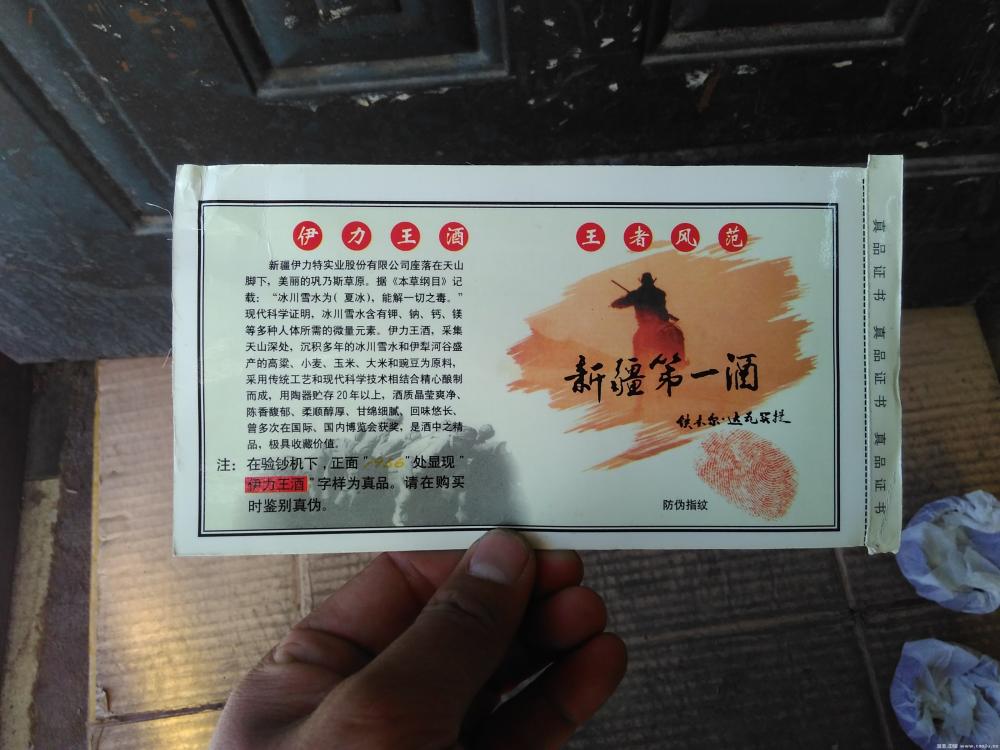 伊力王酒
新疆伊力特实业股份有限公司座落在天山
脚下，美丽的巩乃斯草原。据《本草纲目》记
载：“冰川雪水为（夏冰），能解一切之毒。”
现代科学证明，冰川雪水含有钾、钠、钙、镁
等多种人体所需的微量元素。伊力王酒，采集
天山深处，沉积多年的冰川雪水和伊犁河谷盛
产的高粱、小麦、玉米、大米和豌豆为原料，
采用传统工艺和现代科学技术相结合精心酿制
而成，用陶器贮存20年以上，酒质晶莹爽净、
陈香馥郁、柔顺醇厚、甘绵细腻，回味悠长，
曾多次在国际、国内博览会获奖，是酒中之精
品，极具收藏价值。
注：在验钞机下，正面“1956”处显现“
伊力王酒”字样为真品。请在购买
时鉴别真伪。
王者风范
新疆第一酒
铁木尔·达瓦买提
防伪指纹
真品证书 真品证书 真品证书